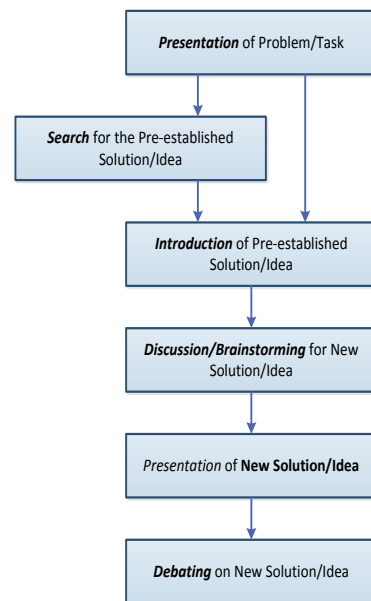 Presentation of Problem/Task
Search for the Pre-established
Solution/Idea
Introduction of Pre-established
Solution/Idea
Discussion/Brainstorming for New
Solution/Idea
Presentation of New Solution/Idea
Debating on New Solution/Idea